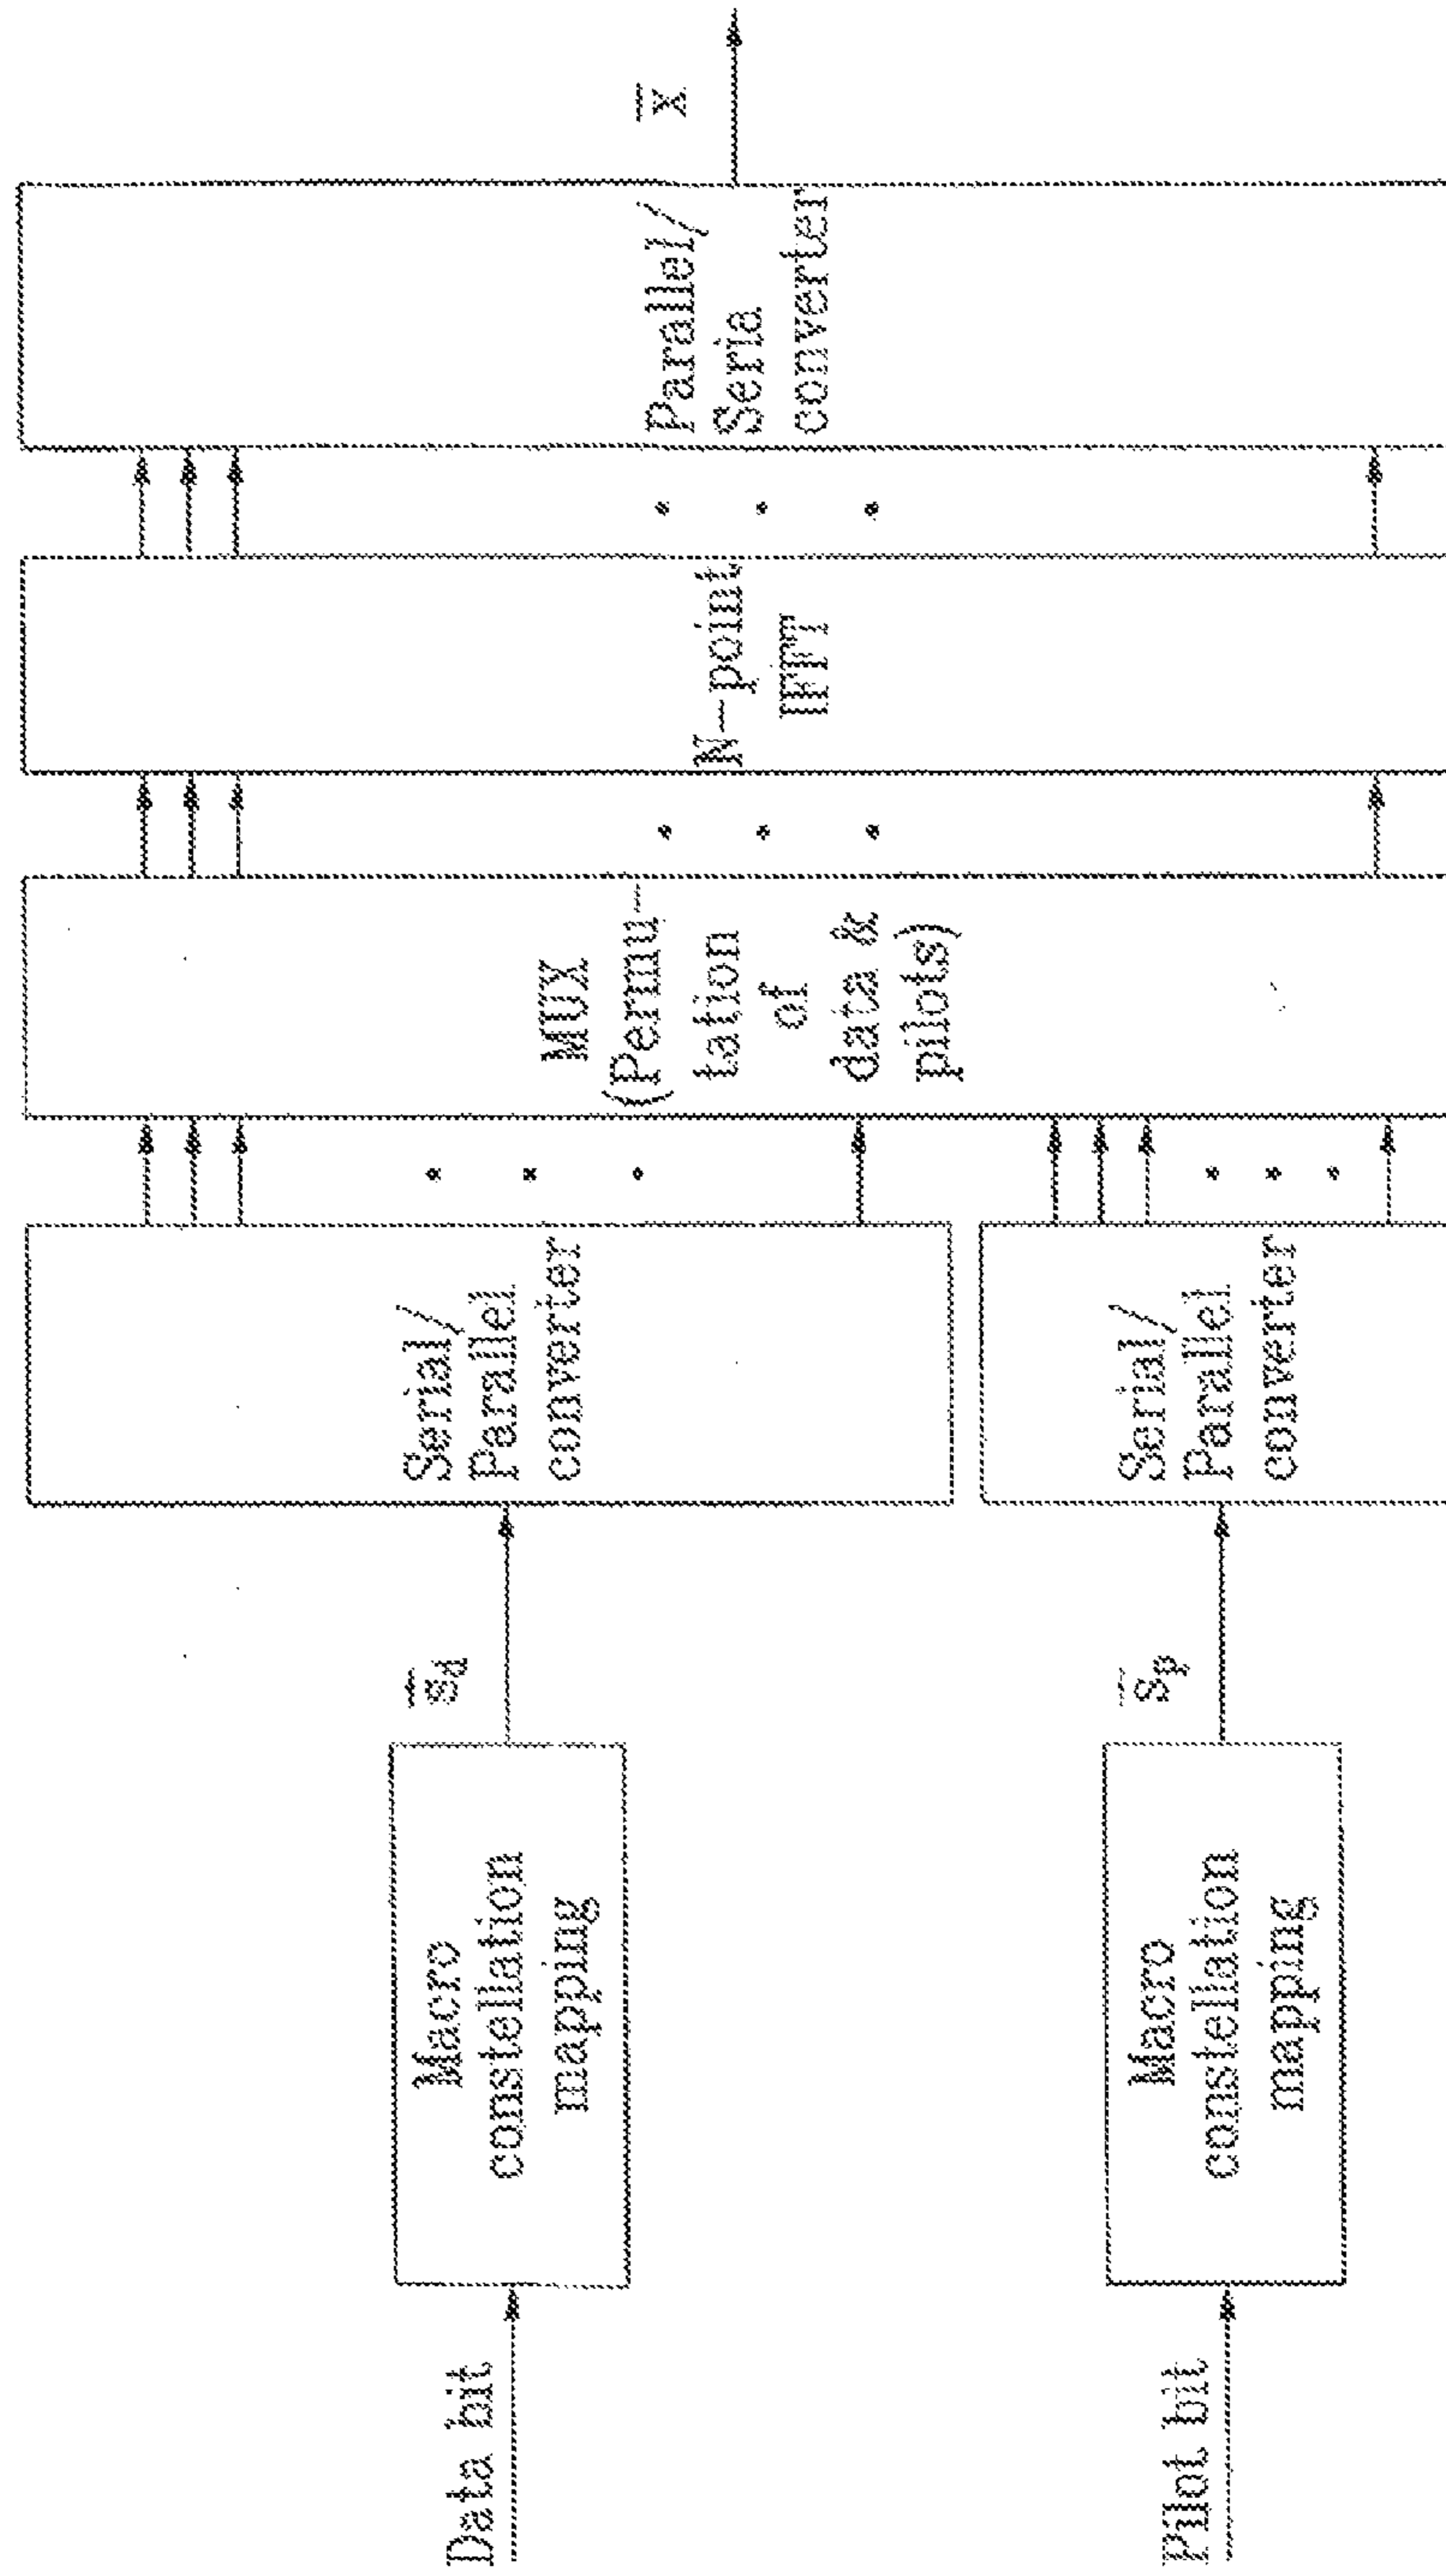 Data bit
Macro
constellation
mapping
s̄d
Serial/
Parallel
converter
Pilot bit
Macro
constellation
mapping
s̄p
Serial/
Parallel
converter
MUX
(Permu-
tation
of
data &
pilots)
N-point
IFFT
Parallel/
Seria
converter
x̄